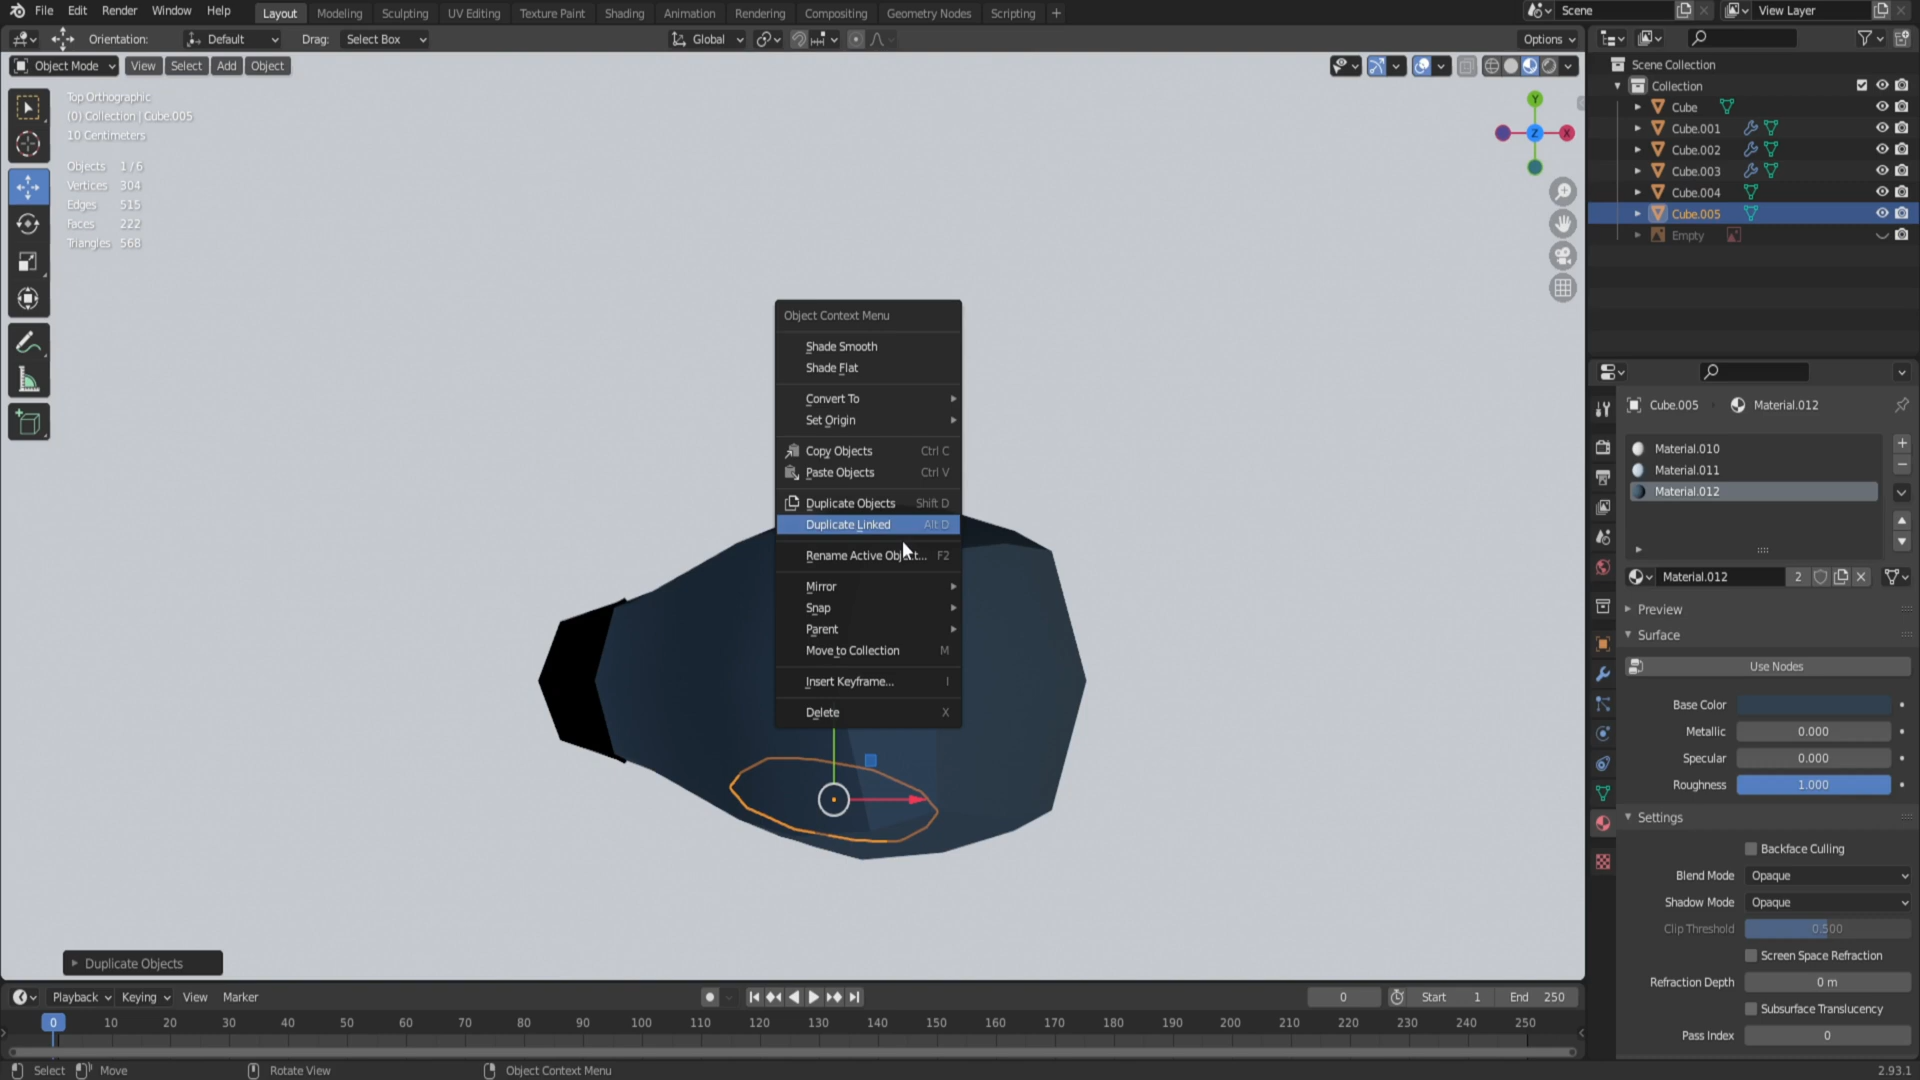 File Edit Render Window Help Layout Modeling Sculpting UV Editing Texture Paint Shading Animation Rendering Compositing Geometry Nodes Scripting + Scene View Layer
Orientation: Default Drag: Select Box Global Options
Object Mode View Select Add Object
Top Orthographic
(0) Collection | Cube.005
10 Centimeters
Objects 1/6
Vertices 304
Edges 515
Faces 222
Triangles 568
Y
Z
X
Object Context Menu
Shade Smooth
Shade Flat
Convert To
Set Origin
Copy Objects Ctrl C
Paste Objects Ctrl V
Duplicate Objects Shift D
Duplicate Linked Alt D
Rename Active Object... F2
Mirror
Snap
Parent
Move to Collection M
Insert Keyframe... I
Delete X
Duplicate Objects
Scene Collection
Collection
Cube
Cube.001
Cube.002
Cube.003
Cube.004
Cube.005
Empty
Cube.005 Material.012
Material.010
Material.011
Material.012
Material.012 2
Preview
Surface
Use Nodes
Base Color
Metallic 0.000
Specular 0.000
Roughness 1.000
Settings
Backface Culling
Blend Mode Opaque
Shadow Mode Opaque
Clip Threshold 0.500
Screen Space Refraction
Refraction Depth 0 m
Subsurface Translucency
Pass Index 0
Playback Keying View Marker 0 Start 1 End 250
0 10 20 30 40 50 60 70 80 90 100 110 120 130 140 150 160 170 180 190 200 210 220 230 240 250
Select Move Rotate View Object Context Menu 2.93.1